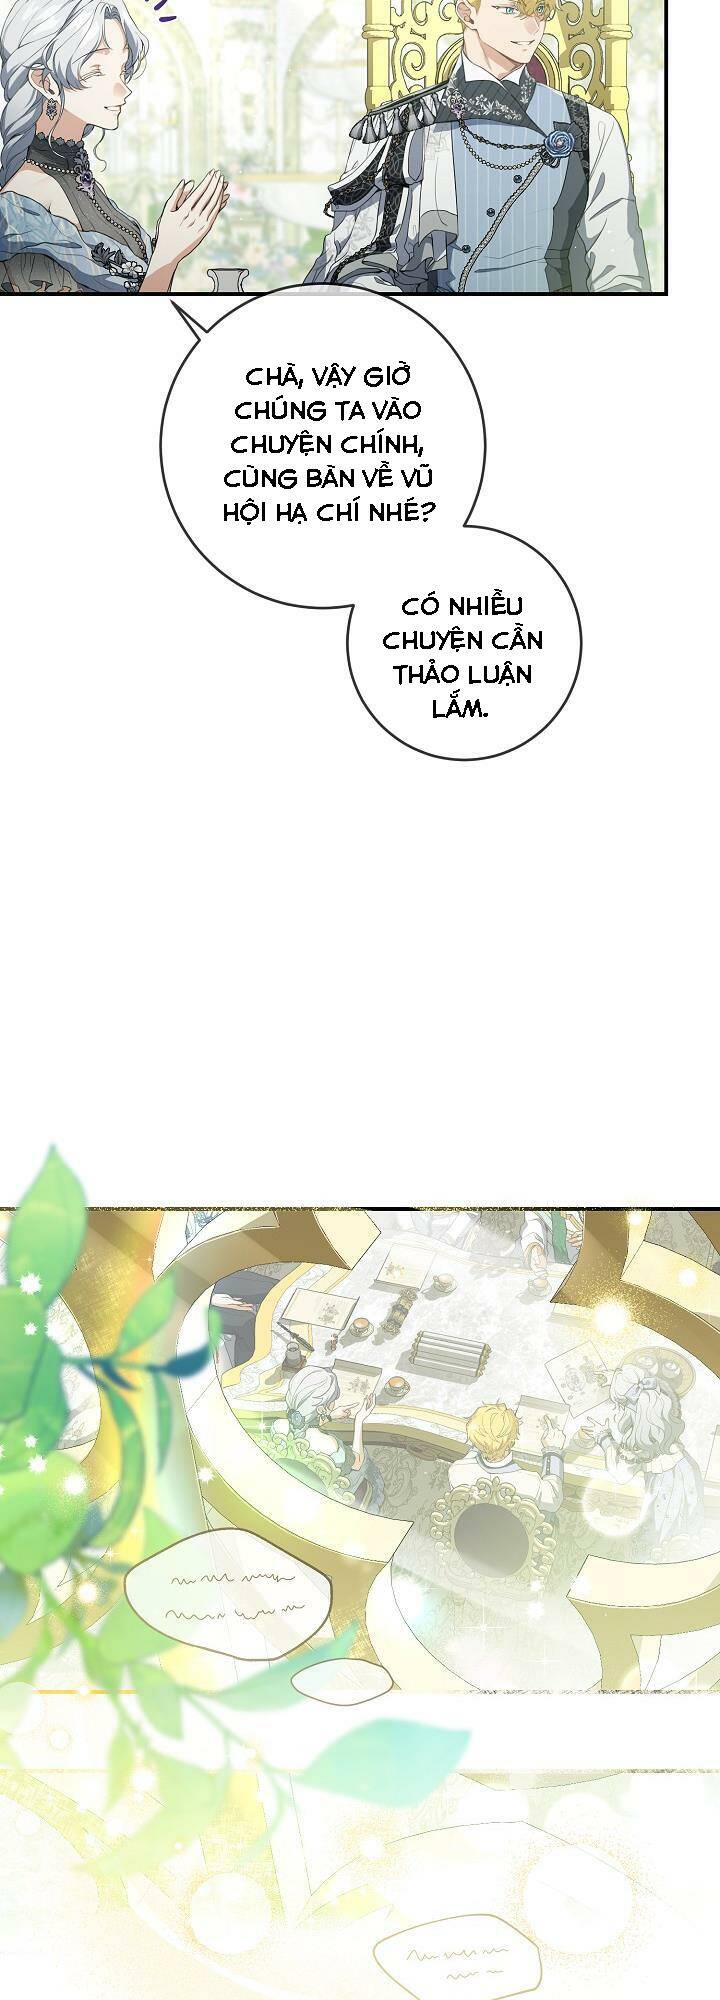 CHÀ, VẬY GIỜ
CHÚNG TA VÀO
CHUYỆN CHÍNH,
CÙNG BÀN VỀ VŨ
HỘI HẠ CHÍ NHÉ?
CÓ NHIỀU
CHUYỆN CẦN
THẢO LUẬN
LẮM.